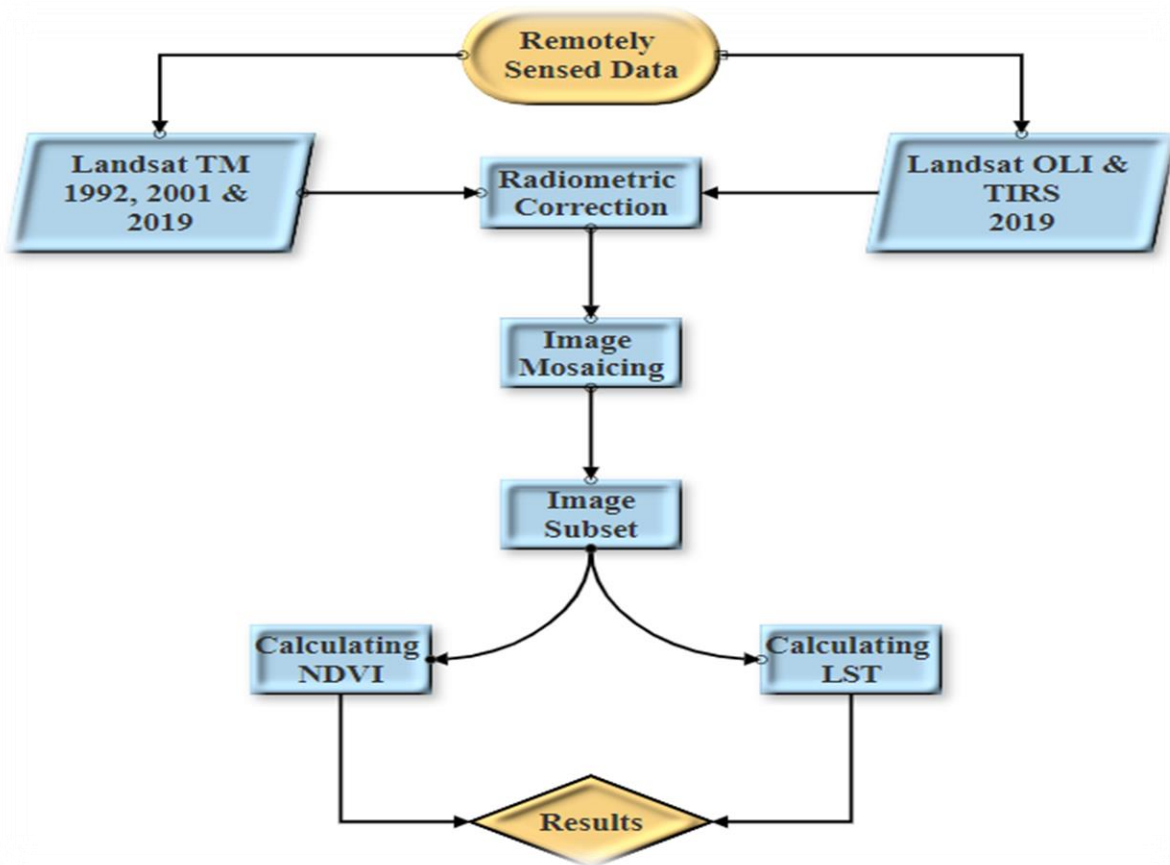 Remotely
Sensed Data
Landsat TM
1992, 2001 &
2019
Radiometric
Correction
Landsat OLI &
TIRS
2019
Image
Mosaicing
Image
Subset
Calculating
NDVI
Calculating
LST
Results